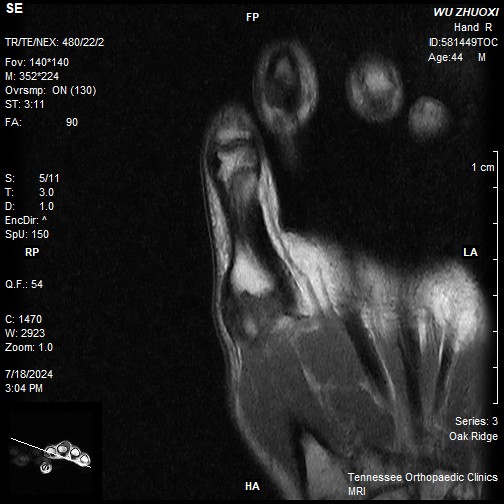 SE
FP
WU ZHUOXI
Hand R
ID:581449TOC
Age:44 M
TR/TE/NEX: 480/22/2
Fov: 140*140
M: 352*224
Ovrsmp: ON (130)
ST: 3:11
FA: 90
1 cm
S: 5/11
T: 3.0
D: 1.0
EncDir: ^
SpU: 150
RP
LA
Q.F.: 54
C: 1470
W: 2923
Zoom: 1.0
7/18/2024
3:04 PM
Series: 3
Oak Ridge
Tennessee Orthopaedic Clinics
MRI
HA